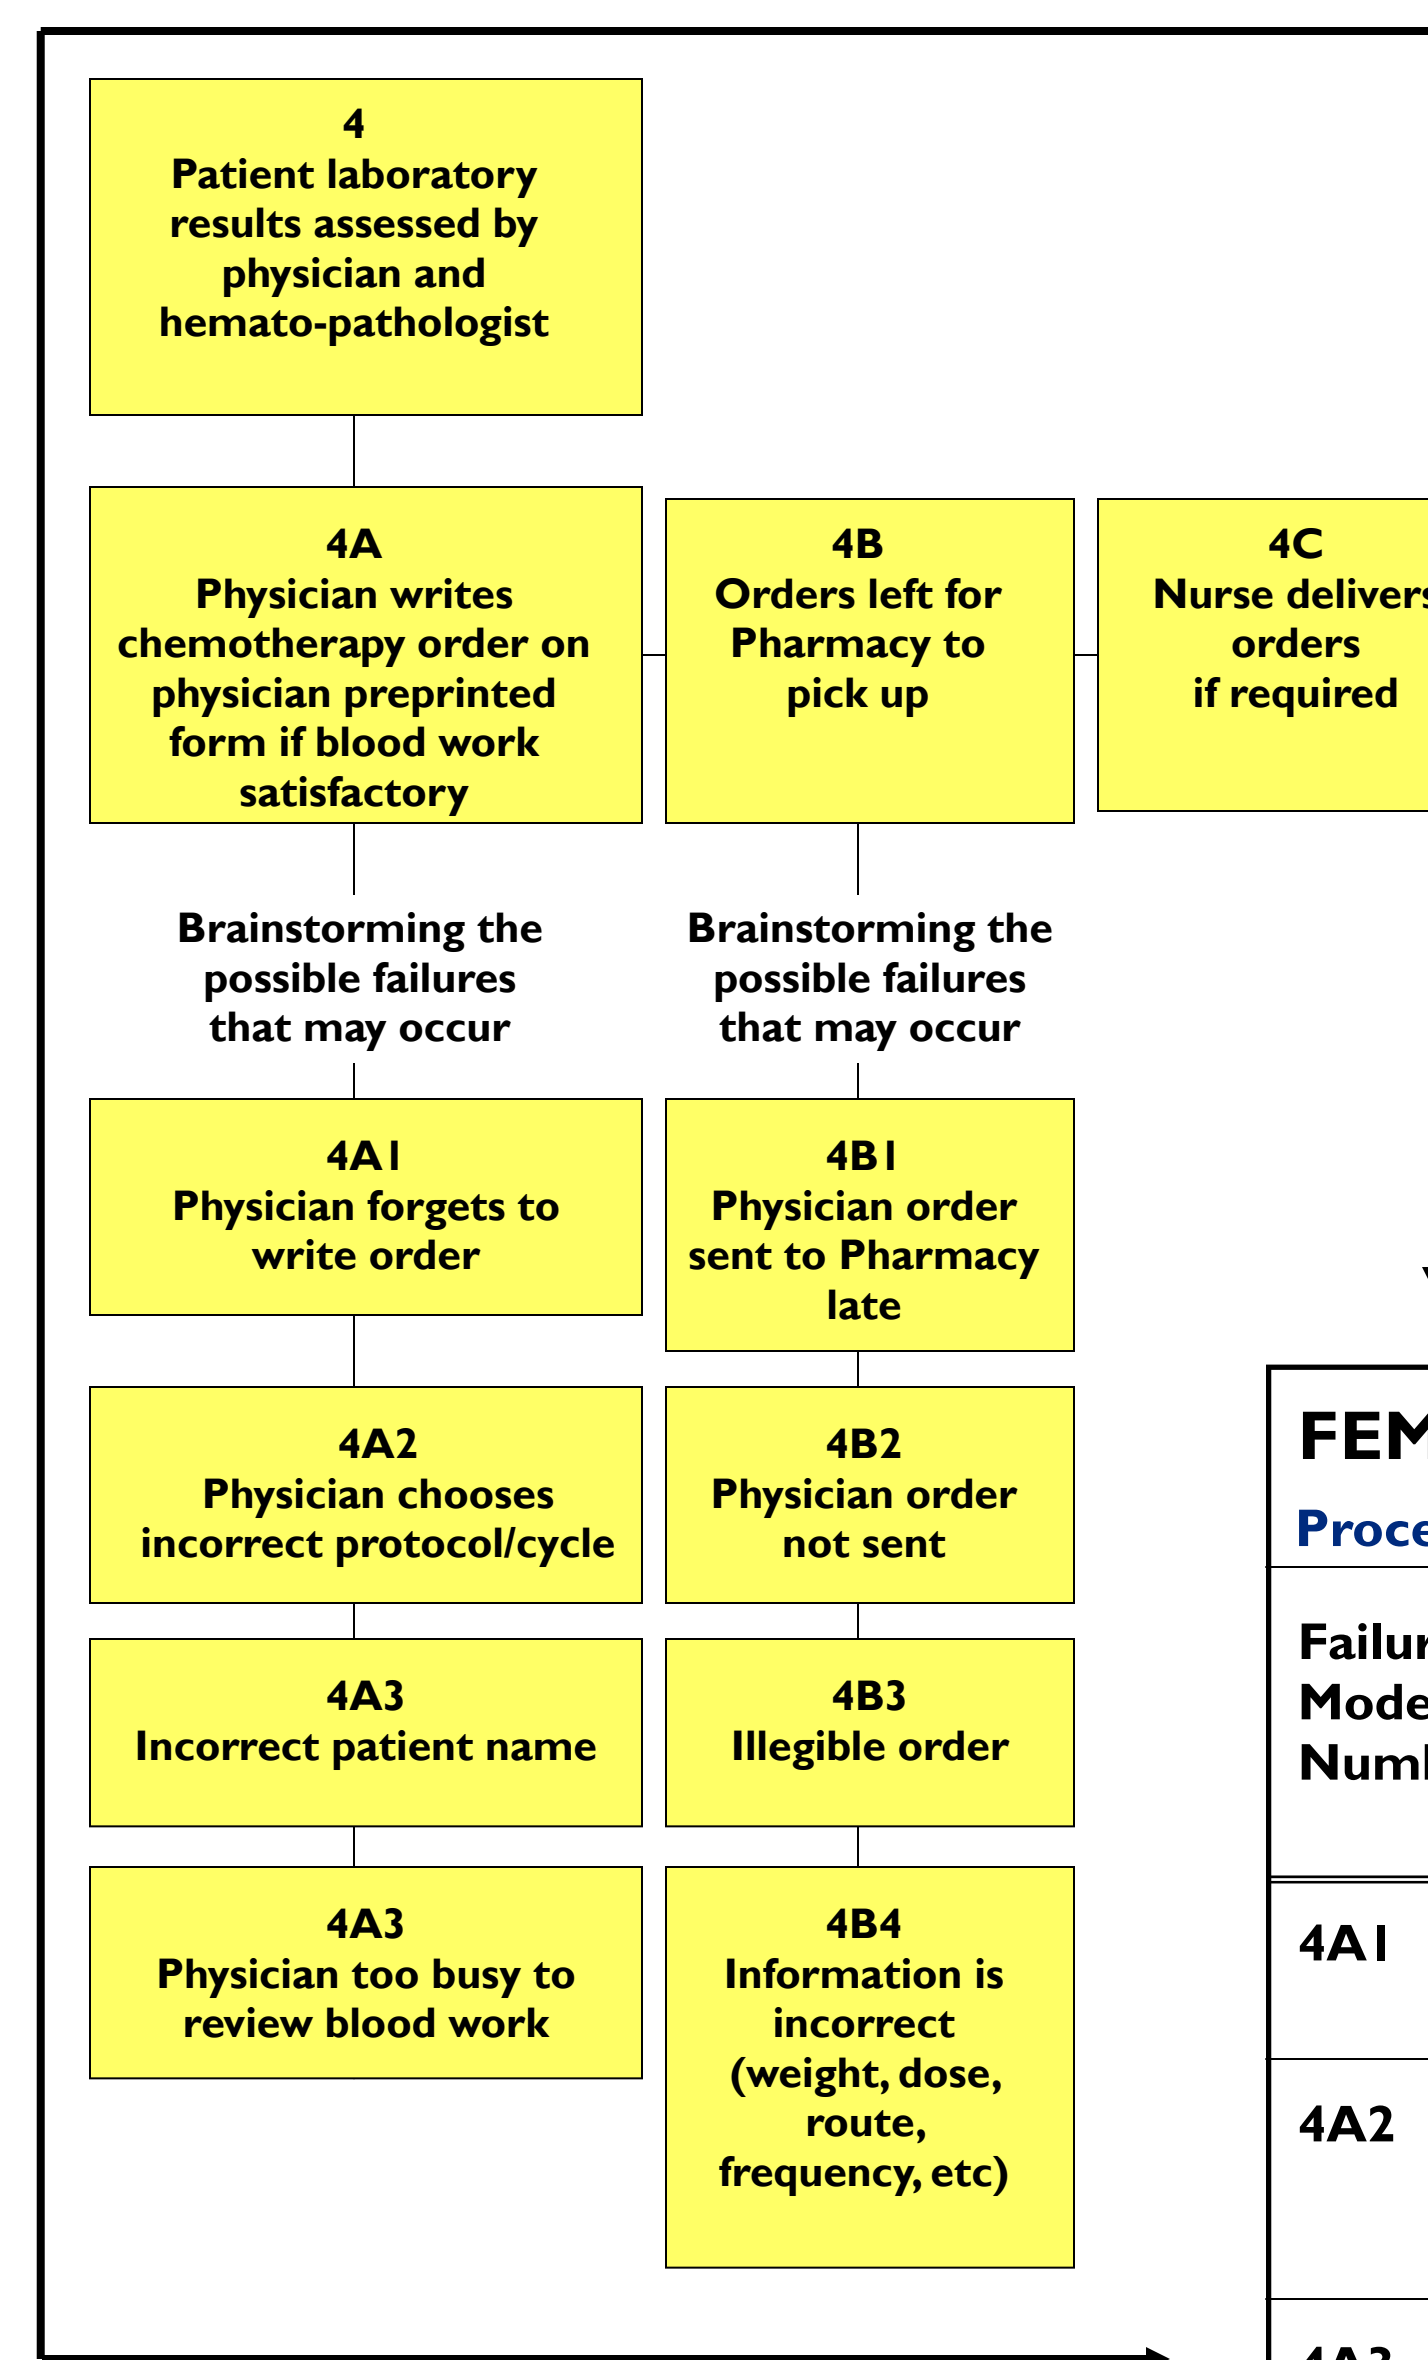 4
Patient laboratory
results assessed by
physician and
hemato-pathologist
4A
Physician writes
chemotherapy order on
physician preprinted
form if blood work
satisfactory
4B
Orders left for
Pharmacy to
pick up
4C
Nurse delivers
orders
if required
Brainstorming the
possible failures
that may occur
Brainstorming the
possible failures
that may occur
4A1
Physician forgets to
write order
4B1
Physician order
sent to Pharmacy
late
4A2
Physician chooses
incorrect protocol/cycle
4B2
Physician order
not sent
4A3
Incorrect patient name
4B3
Illegible order
4A3
Physician too busy to
review blood work
4B4
Information is
incorrect
(weight, dose,
route,
frequency, etc)
4A1
4A2